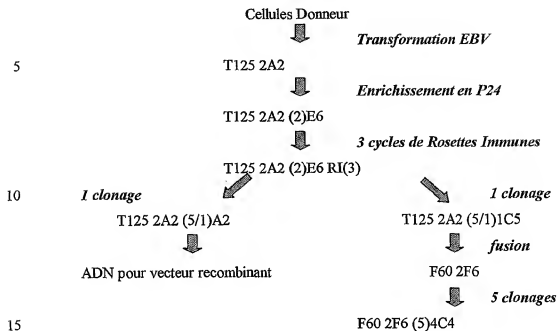 Cellules Donneur
Transformation EBV
5
T125 2A2
Enrichissement en P24
T125 2A2 (2)E6
3 cycles de Rosettes Immunes
T125 2A2 (2)E6 RI(3)
10 1 clonage 1 clonage
T125 2A2 (5/1)A2 T125 2A2 (5/1)1C5
fusion
ADN pour vecteur recombinant F60 2F6
5 clonages
15 F60 2F6 (5)4C4